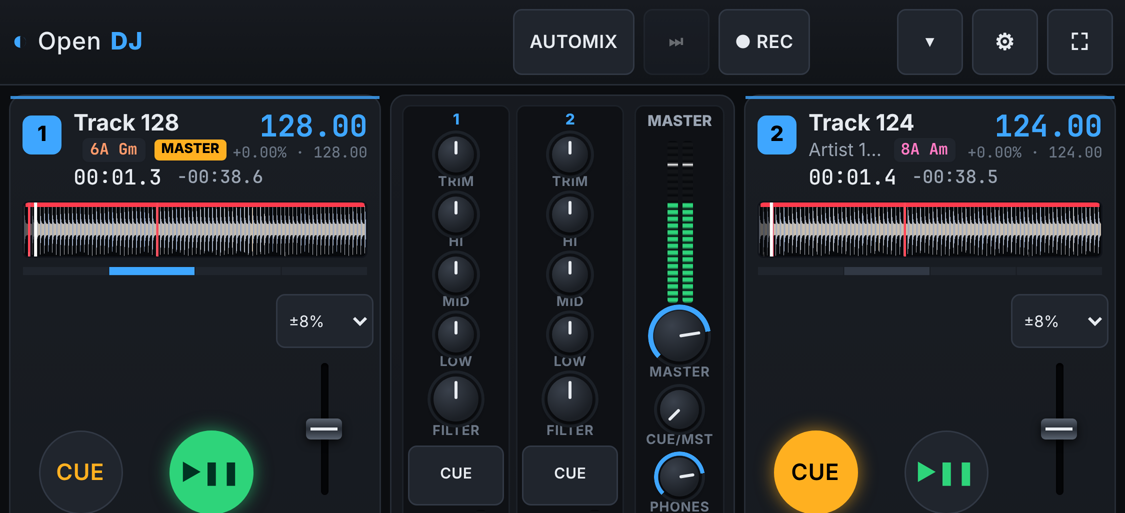 Open DJ
AUTOMIX
REC
1
Track 128
128.00
6A Gm
MASTER
+0.00% · 128.00
00:01.3 -00:38.6
±8%
CUE
1
TRIM
HI
MID
LOW
FILTER
CUE
2
TRIM
HI
MID
LOW
FILTER
CUE
MASTER
MASTER
CUE/MST
PHONES
2
Track 124
124.00
Artist 1...
8A Am
+0.00% · 124.00
00:01.4 -00:38.5
±8%
CUE